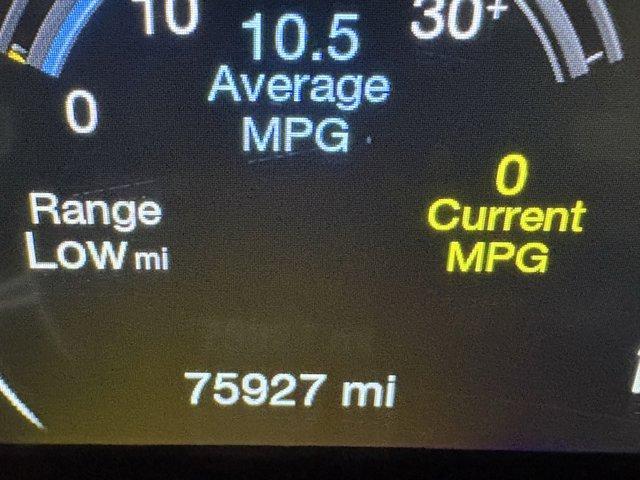 10
10.5
30+
Average
MPG
0
0
Current
MPG
Range
LOW mi
75927 mi